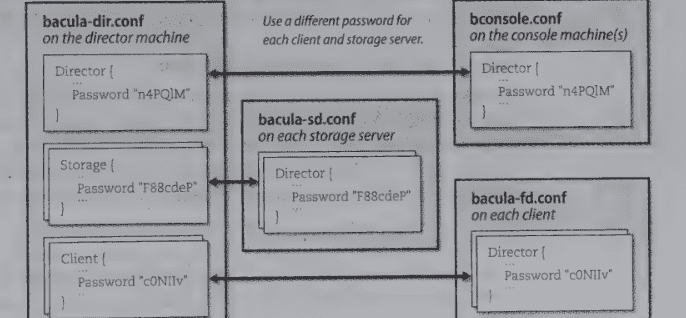 bacula-dir.conf
on the director machine
Director {
...
Password "n4PQlM"
}
Storage {
...
Password "F88cdeP"
}
Client {
...
Password "c0NIIv"
}
Use a different password for
each client and storage server.
bacula-sd.conf
on each storage server
Director {
...
Password "F88cdeP"
}
bconsole.conf
on the console machine(s)
Director {
...
Password "n4PQlM"
}
bacula-fd.conf
on each client
Director {
...
Password "c0NIIv"
}